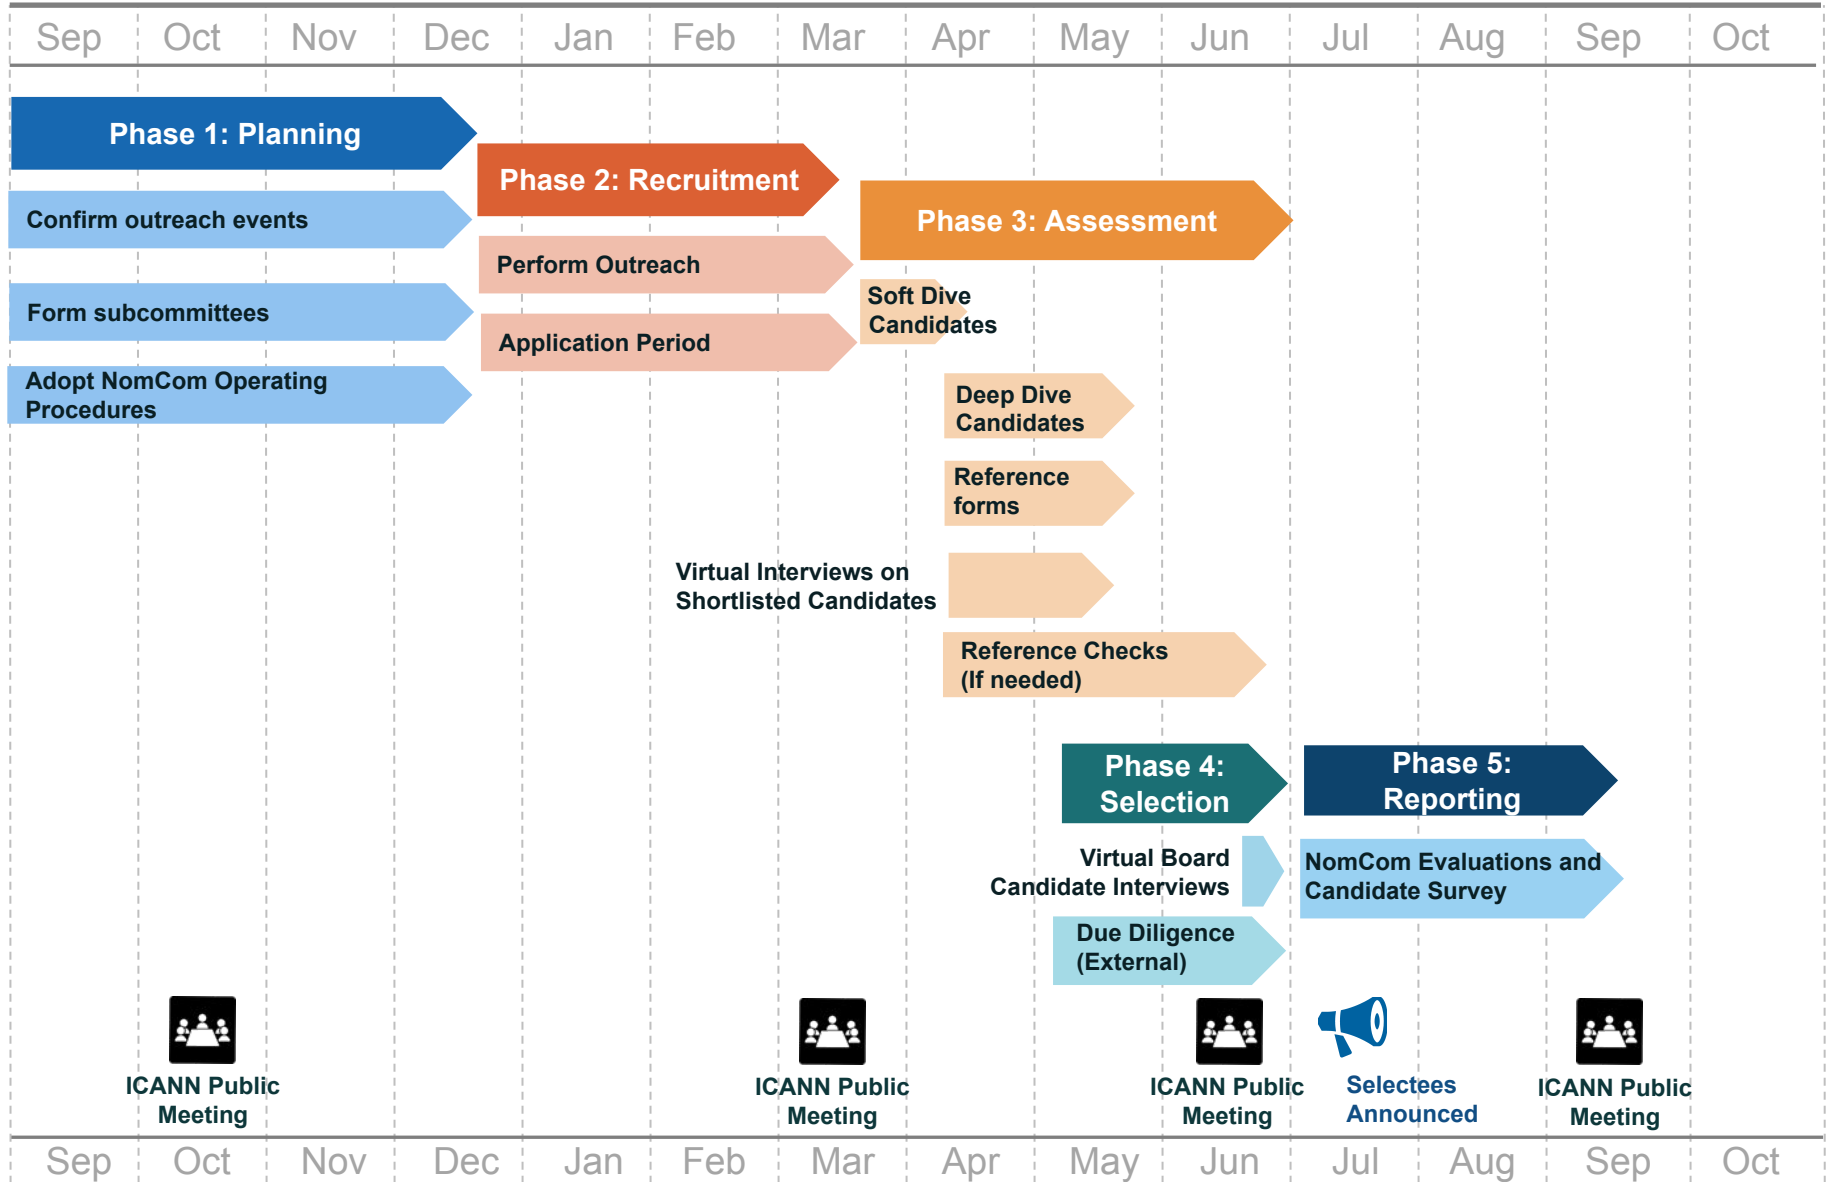 Sep Oct Nov Dec Jan Feb Mar Apr May Jun Jul Aug Sep Oct
Phase 1: Planning
Confirm outreach events
Form subcommittees
Adopt NomCom Operating
Procedures
Phase 2: Recruitment
Perform Outreach
Application Period
Phase 3: Assessment
Soft Dive
Candidates
Deep Dive
Candidates
Reference
forms
Virtual Interviews on
Shortlisted Candidates
Reference Checks
(If needed)
Phase 4:
Selection
Virtual Board
Candidate Interviews
Due Diligence
(External)
Phase 5:
Reporting
NomCom Evaluations and
Candidate Survey
ICANN Public
Meeting
ICANN Public
Meeting
ICANN Public
Meeting
Selectees
Announced
ICANN Public
Meeting
Sep Oct Nov Dec Jan Feb Mar Apr May Jun Jul Aug Sep Oct